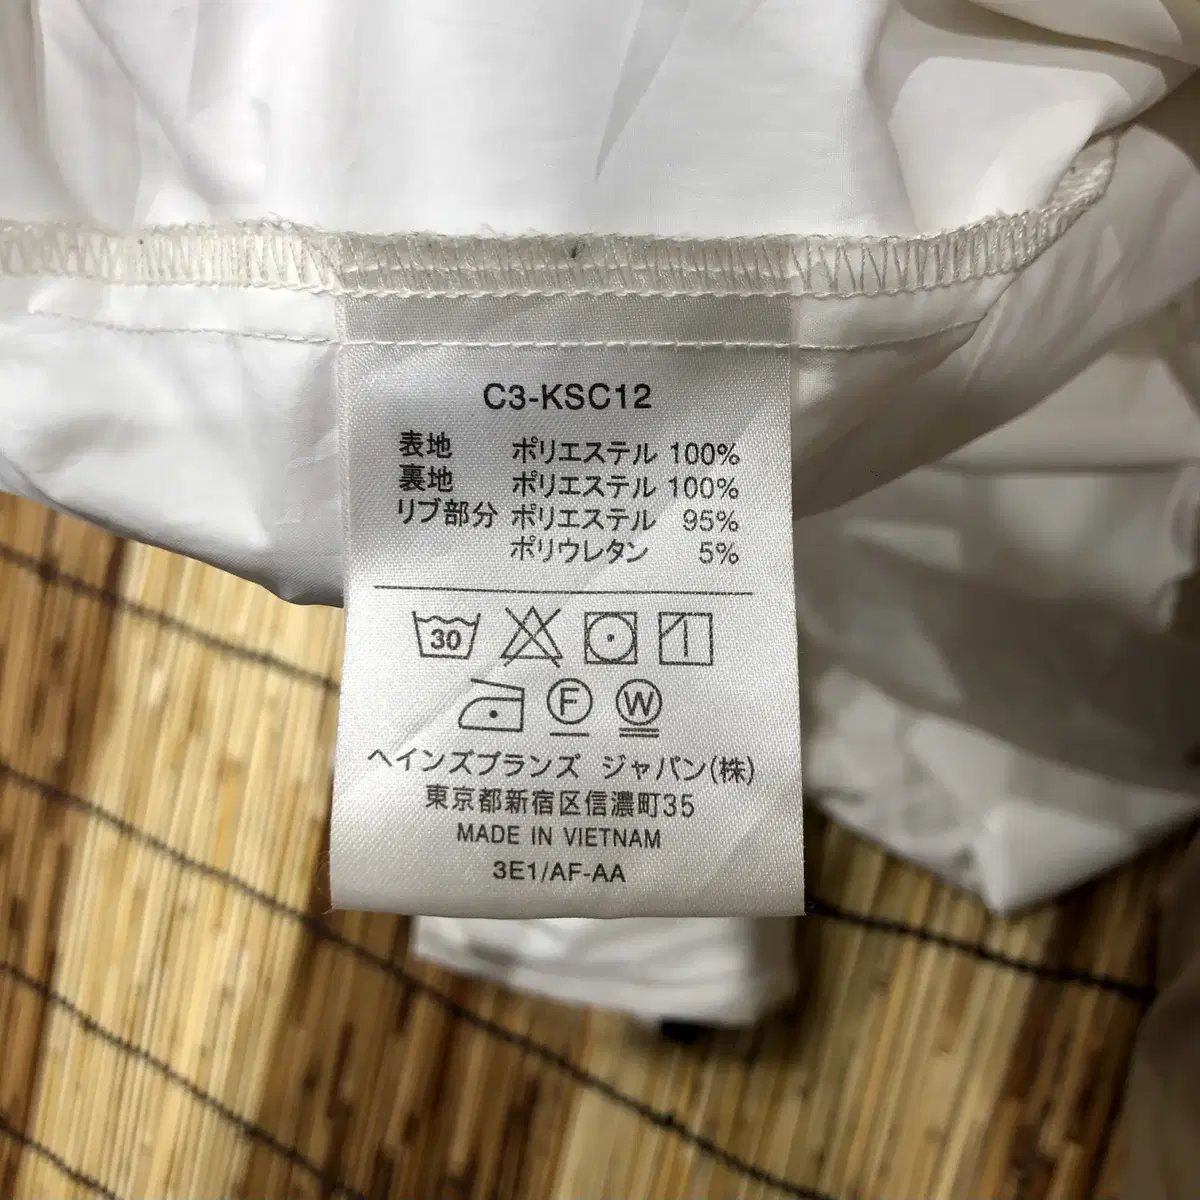 C3-KSC12
表地 ポリエステル 100%
裏地 ポリエステル 100%
リブ部分 ポリエステル 95%
ポリウレタン 5%
30
F W
ヘインズブランズ ジャパン(株)
東京都新宿区信濃町35
MADE IN VIETNAM
3E1/AF-AA